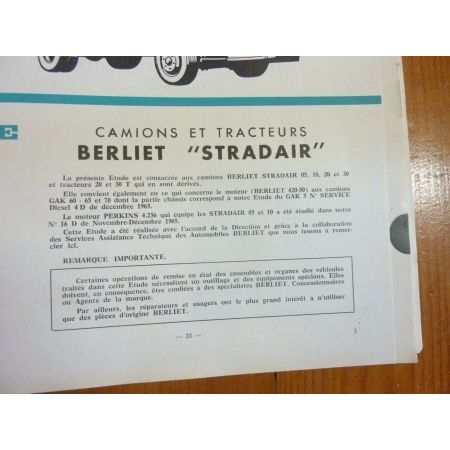 E
CAMIONS ET TRACTEURS
BERLIET "STRADAIR"
La présente Etude est consacrée aux camions BERLIET STRADAIR 05, 10, 20 et 30
et tracteurs 20 et 30 T qui en sont dérivés.
Elle convient également en ce qui concerne le moteur (BERLIET 420-30) aux camions
GAK 60 - 65 et 70 dont la partie châssis correspond à notre Etude du GAK 5 N° SERVICE
Diesel 4 D de décembre 1963.
Le moteur PERKINS 4.236 qui équipe les STRADAIR 05 et 10 a été étudié dans notre
N° 16 D de Novembre-Décembre 1965.
Cette Etude a été réalisée avec l'accord de la Direction et grâce à la collaboration
des Services Assistance Technique des Automobiles BERLIET que nous tenons à remer-
cier ici.
REMARQUE IMPORTANTE.
Certaines opérations de remise en état des ensembles et organes des véhicules
traités dans cette Etude nécessitent un outillage et des équipements spéciaux. Elles
doivent, en conséquence, être confiées à des spécialistes BERLIET, Concessionnaires
ou Agents de la marque.
Par ailleurs, les réparateurs et usagers ont le plus grand intérêt à n'utiliser
que des pièces d'origine BERLIET.
— 33 —
3